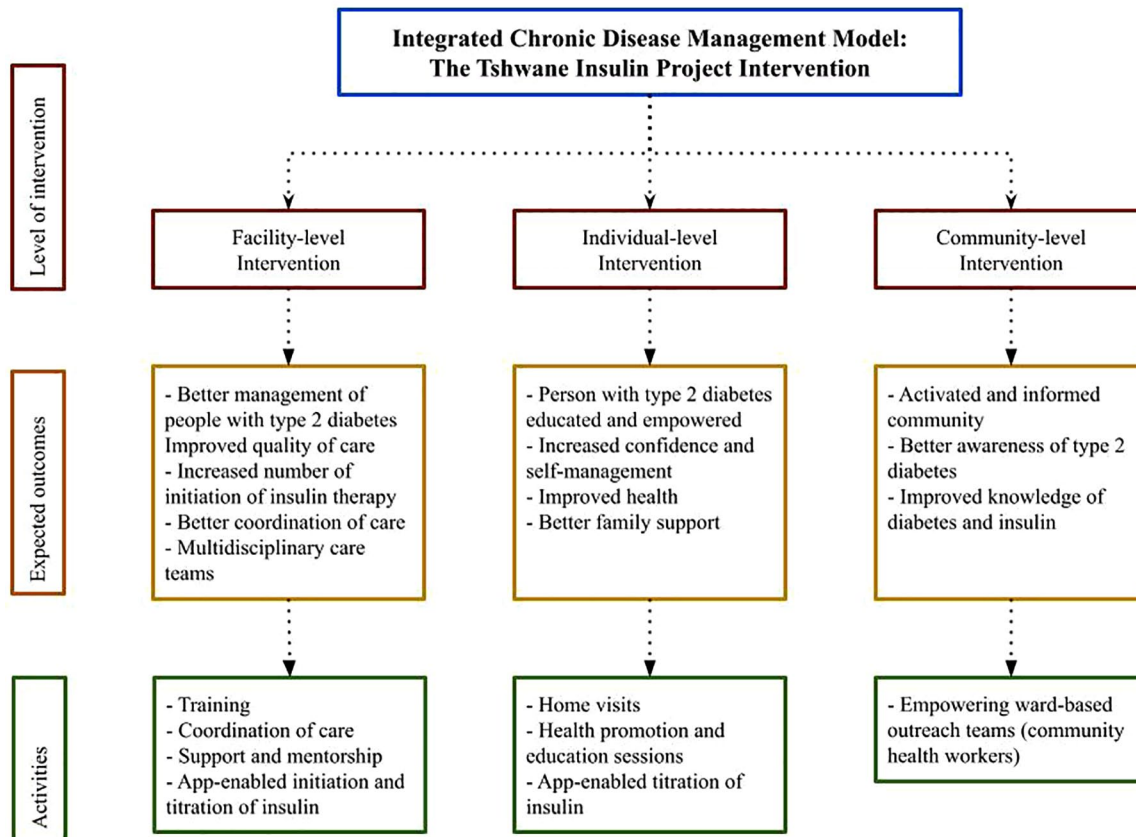 Integrated Chronic Disease Management Model:
The Tshwane Insulin Project Intervention
Level of intervention
Facility-level
Intervention
Individual-level
Intervention
Community-level
Intervention
Expected outcomes
- Better management of
people with type 2 diabetes
Improved quality of care
- Increased number of
initiation of insulin therapy
- Better coordination of care
- Multidisciplinary care
teams
- Person with type 2 diabetes
educated and empowered
- Increased confidence and
self-management
- Improved health
- Better family support
- Activated and informed
community
- Better awareness of type 2
diabetes
- Improved knowledge of
diabetes and insulin
Activities
- Training
- Coordination of care
- Support and mentorship
- App-enabled initiation and
titration of insulin
- Home visits
- Health promotion and
education sessions
- App-enabled titration of
insulin
- Empowering ward-based
outreach teams (community
health workers)